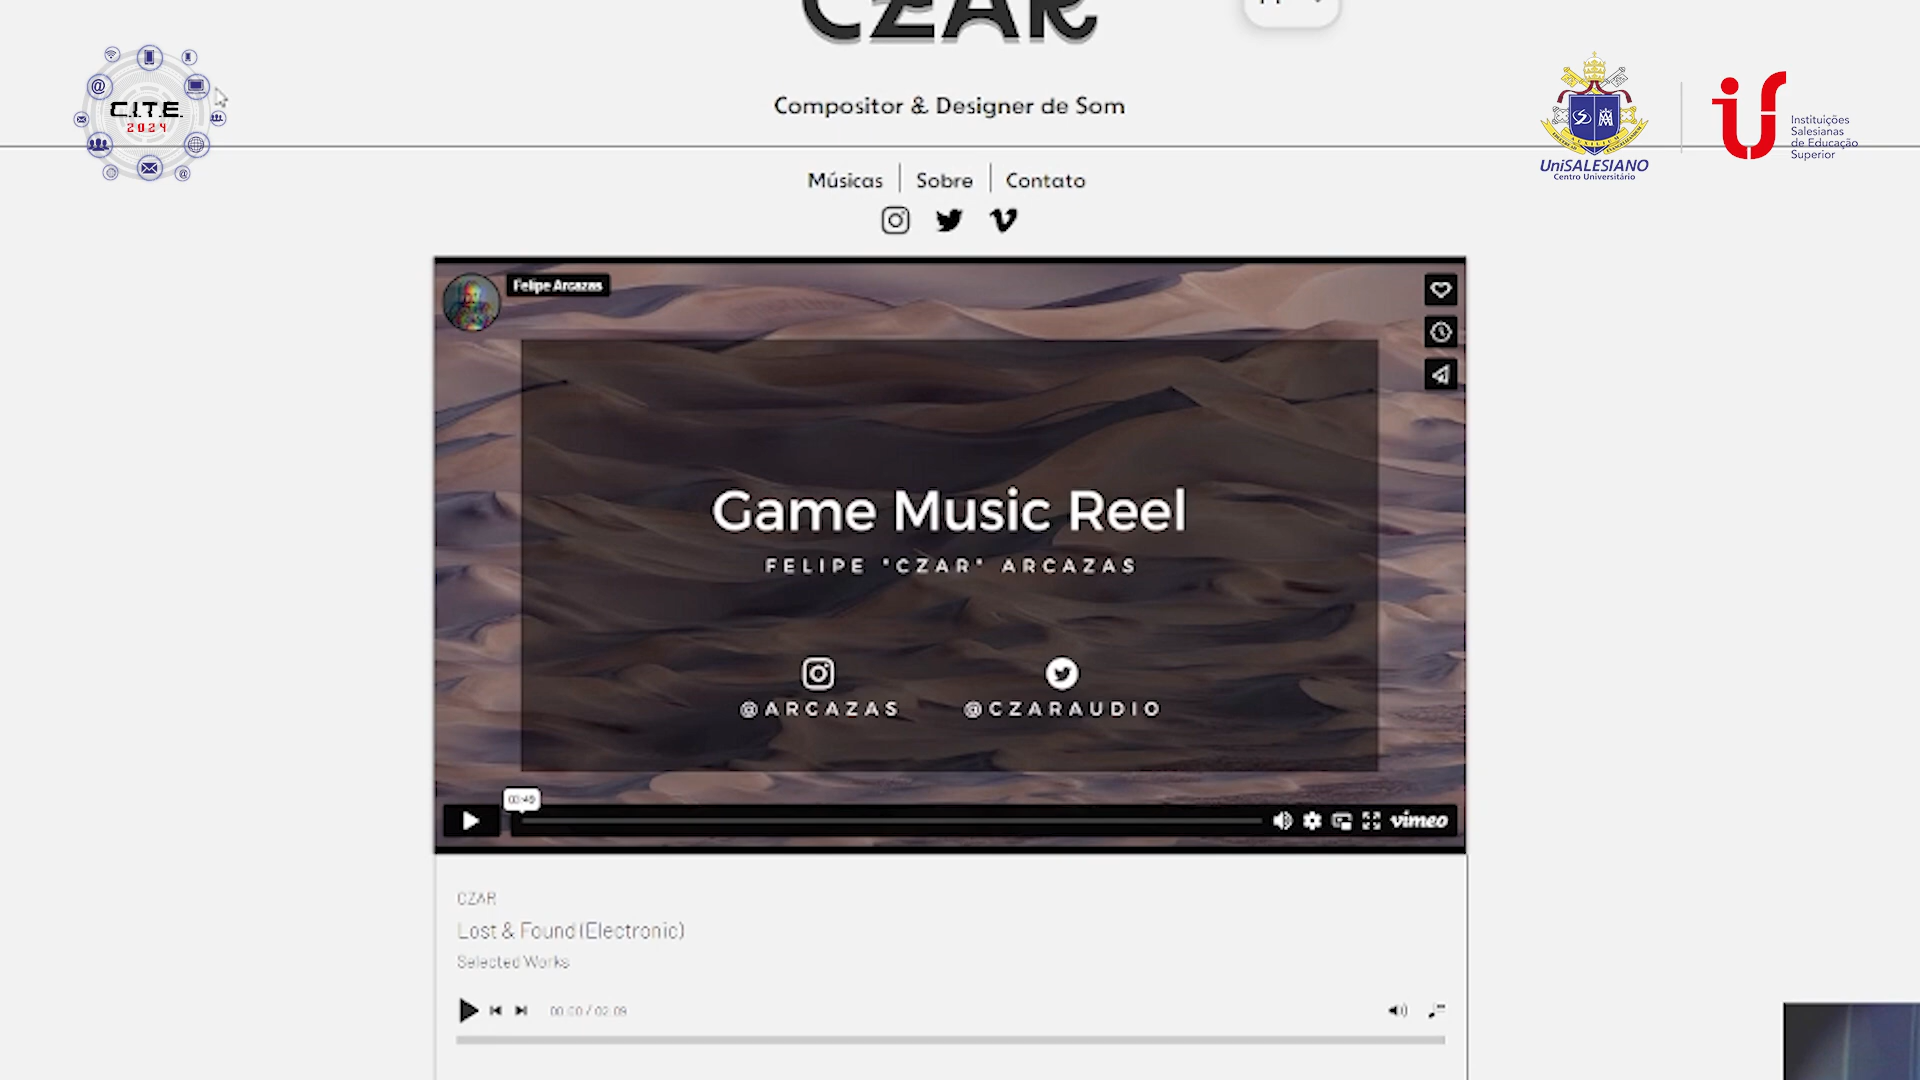 CZAR
Compositor & Designer de Som
C.I.T.E.
2024
UniSALESIANO
Centro Universitário
Instituições
Salesianas
de Educação
Superior
Músicas Sobre Contato
Felipe Arcazas
Game Music Reel
FELIPE "CZAR" ARCAZAS
@ARCAZAS @CZARAUDIO
00:49
vimeo
CZAR
Lost & Found (Electronic)
Selected Works
00:00 / 02:09